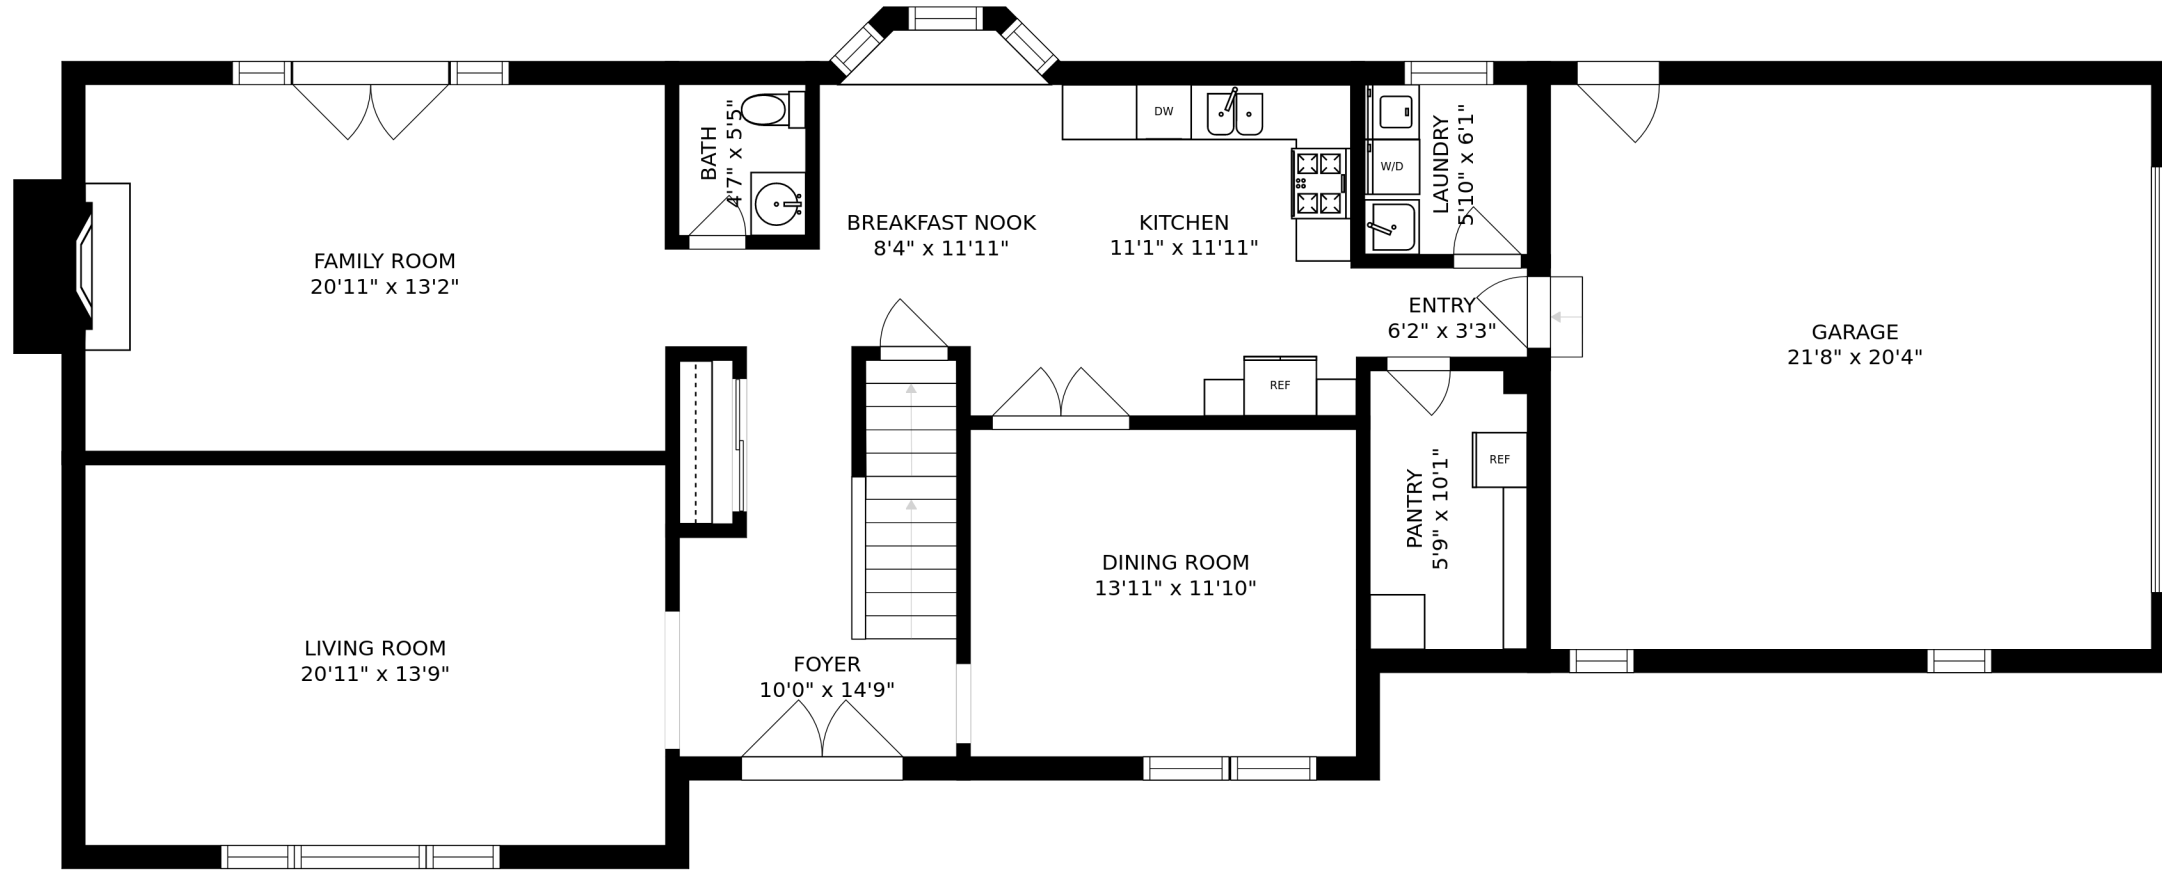 BATH
4'7" x 5'5"
DW
W/D
LAUNDRY
5'10" x 6'1"
BREAKFAST NOOK
8'4" x 11'11"
KITCHEN
11'1" x 11'11"
FAMILY ROOM
20'11" x 13'2"
ENTRY
6'2" x 3'3"
GARAGE
21'8" x 20'4"
REF
REF
PANTRY
5'9" x 10'1"
DINING ROOM
13'11" x 11'10"
LIVING ROOM
20'11" x 13'9"
FOYER
10'0" x 14'9"